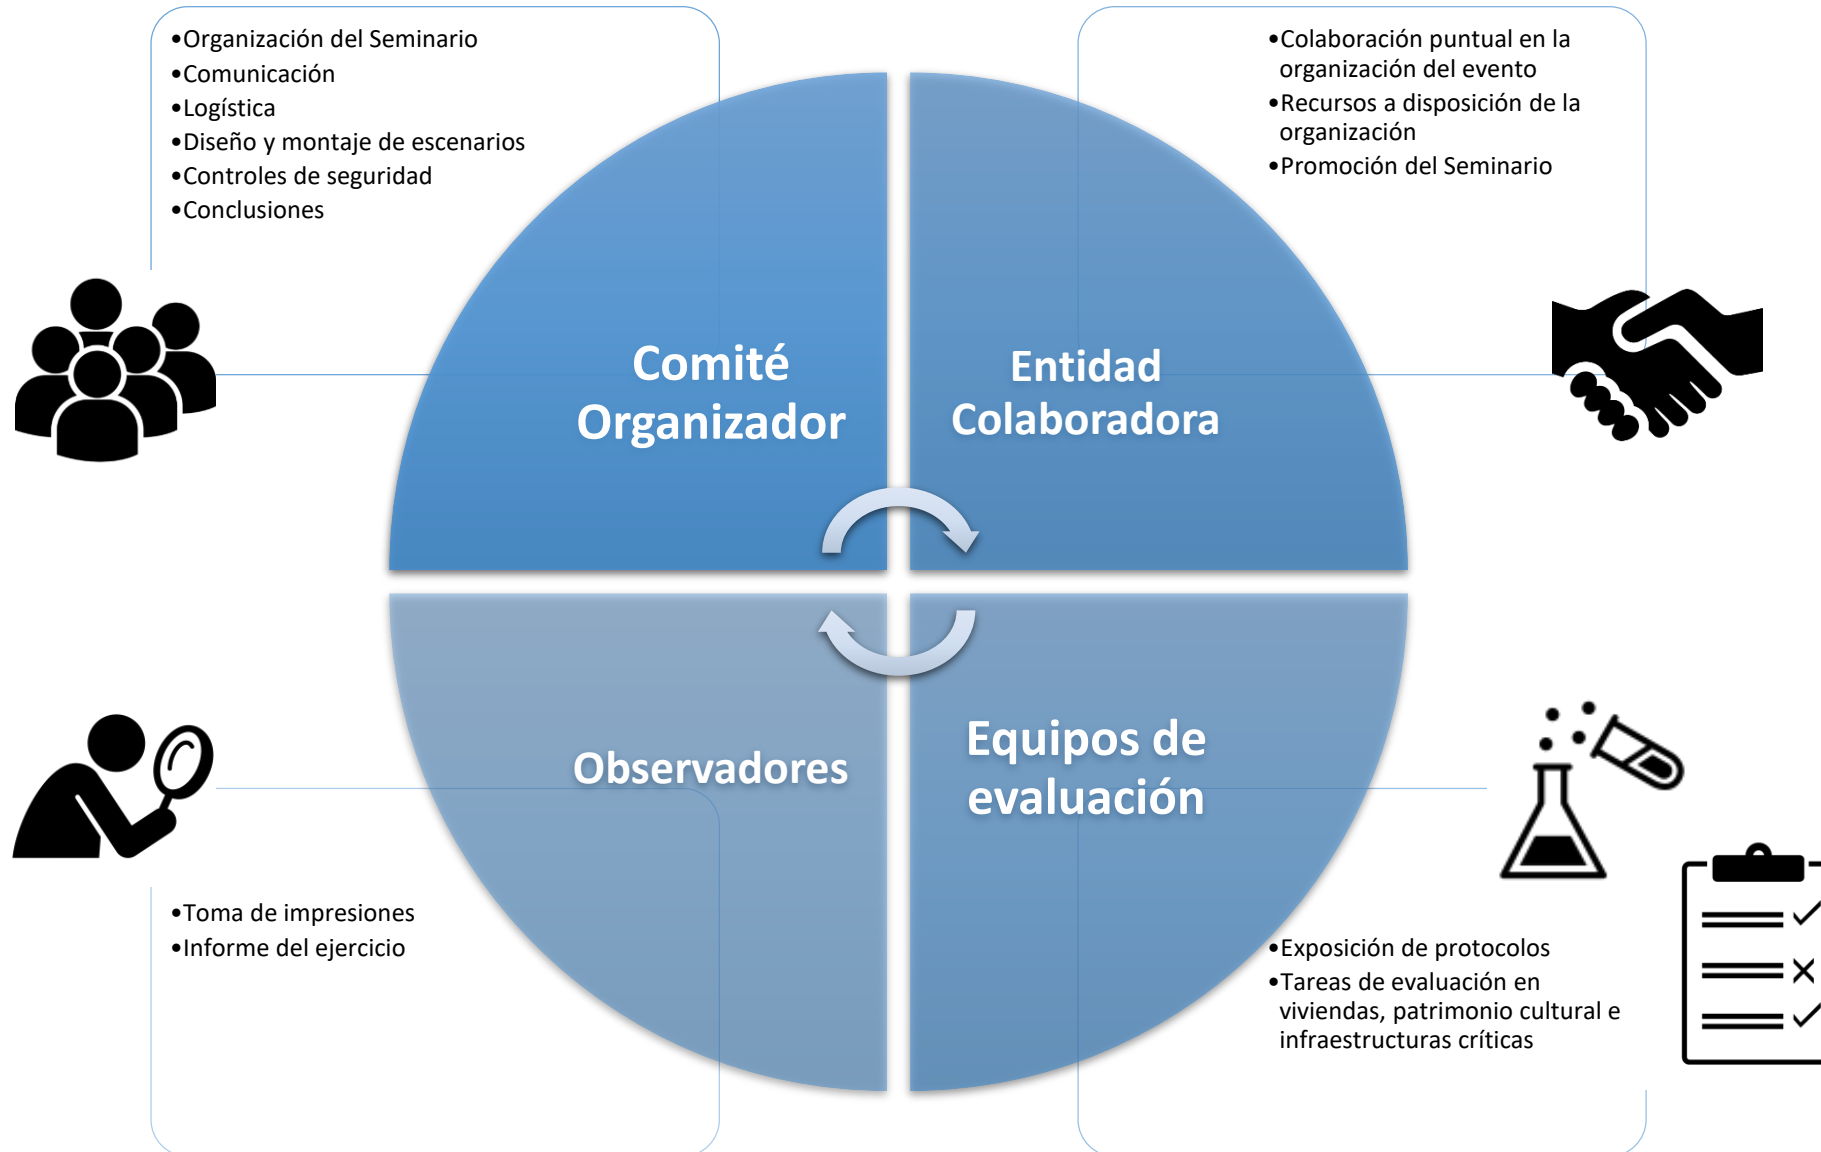 •Organización del Seminario
•Comunicación
•Logística
•Diseño y montaje de escenarios
•Controles de seguridad
•Conclusiones
•Colaboración puntual en la
organización del evento
•Recursos a disposición de la
organización
•Promoción del Seminario
Comité
Organizador
Entidad
Colaboradora
Observadores
Equipos de
evaluación
•Toma de impresiones
•Informe del ejercicio
•Exposición de protocolos
•Tareas de evaluación en
viviendas, patrimonio cultural e
infraestructuras críticas